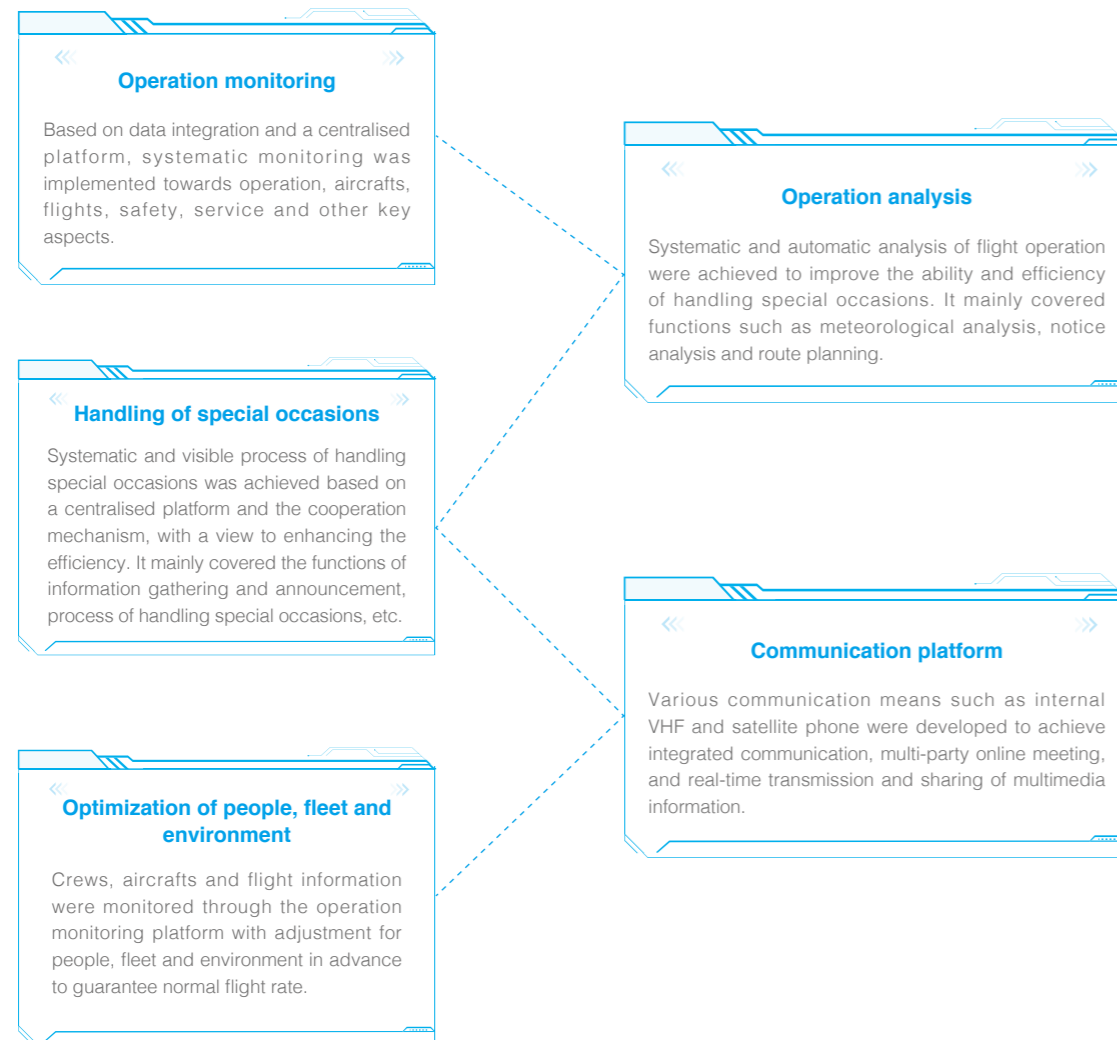 Operation monitoring
Based on data integration and a centralised
platform, systematic monitoring was
implemented towards operation, aircrafts,
flights, safety, service and other key
aspects.
Operation analysis
Systematic and automatic analysis of flight operation
were achieved to improve the ability and efficiency
of handling special occasions. It mainly covered
functions such as meteorological analysis, notice
analysis and route planning.
Handling of special occasions
Systematic and visible process of handling
special occasions was achieved based on
a centralised platform and the cooperation
mechanism, with a view to enhancing the
efficiency. It mainly covered the functions of
information gathering and announcement,
process of handling special occasions, etc.
Communication platform
Various communication means such as internal
VHF and satellite phone were developed to achieve
integrated communication, multi-party online meeting,
and real-time transmission and sharing of multimedia
information.
Optimization of people, fleet and
environment
Crews, aircrafts and flight information
were monitored through the operation
monitoring platform with adjustment for
people, fleet and environment in advance
to guarantee normal flight rate.